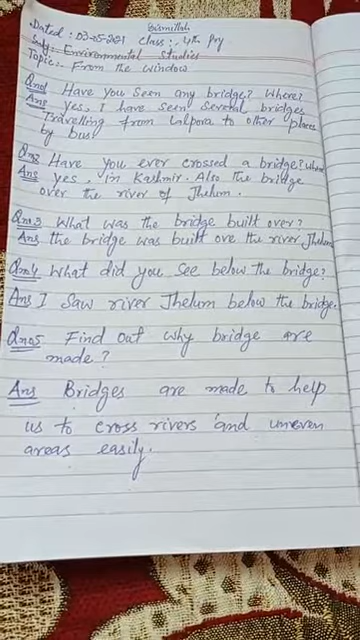 Bismillah
Dated: 03-05-2021 Class:, 4th Pry
Subj:- Environmental Studies
Topic:- From the window
Qno1 Have you seen any bridge? Where?
Ans yes, I have seen several bridges
Travelling from Lalpora to other places
by bus
Qno2 Have you ever crossed a bridge? where
Ans yes, in Kashmir. Also the bridge
over the river of Jhelum.
Qno3 What was the bridge built over?
Ans the bridge was built ove the river Jhelum
Qno4 What did you see below the bridge?
Ans I Saw river Jhelum below the bridge.
Qno5 Find out why bridge are
made?
Ans Bridges are made to help
us to cross rivers and uneven
areas easily.